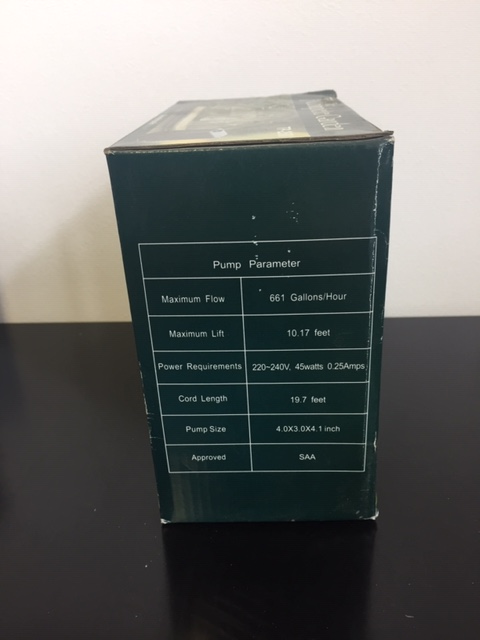 Pump Parameter
Maximum Flow 661 Gallons/Hour
Maximum Lift 10.17 feet
Power Requirements 220~240V, 45watts 0.25Amps
Cord Length 19.7 feet
Pump Size 4.0X3.0X4.1 inch
Approved SAA